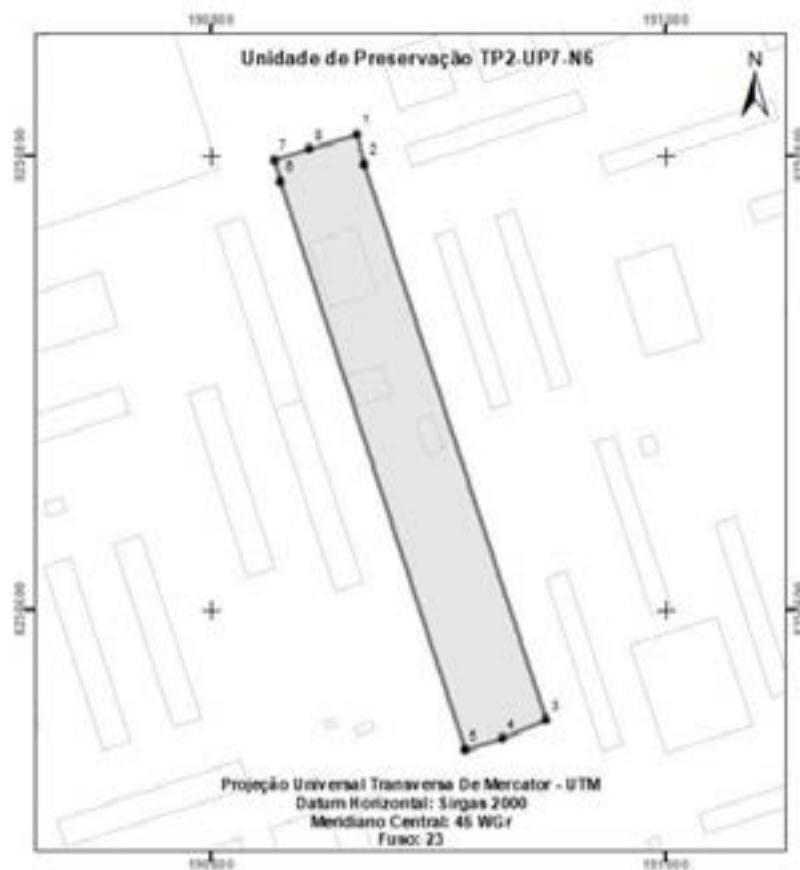 Unidade de Preservação TP2-UP7-N6
N
1
8
7
2
6
3
4
5
Projeção Universal Transversa De Mercator - UTM
Datum Horizontal: Sirgas 2000
Meridiano Central: 45 WGr
Fuso: 23